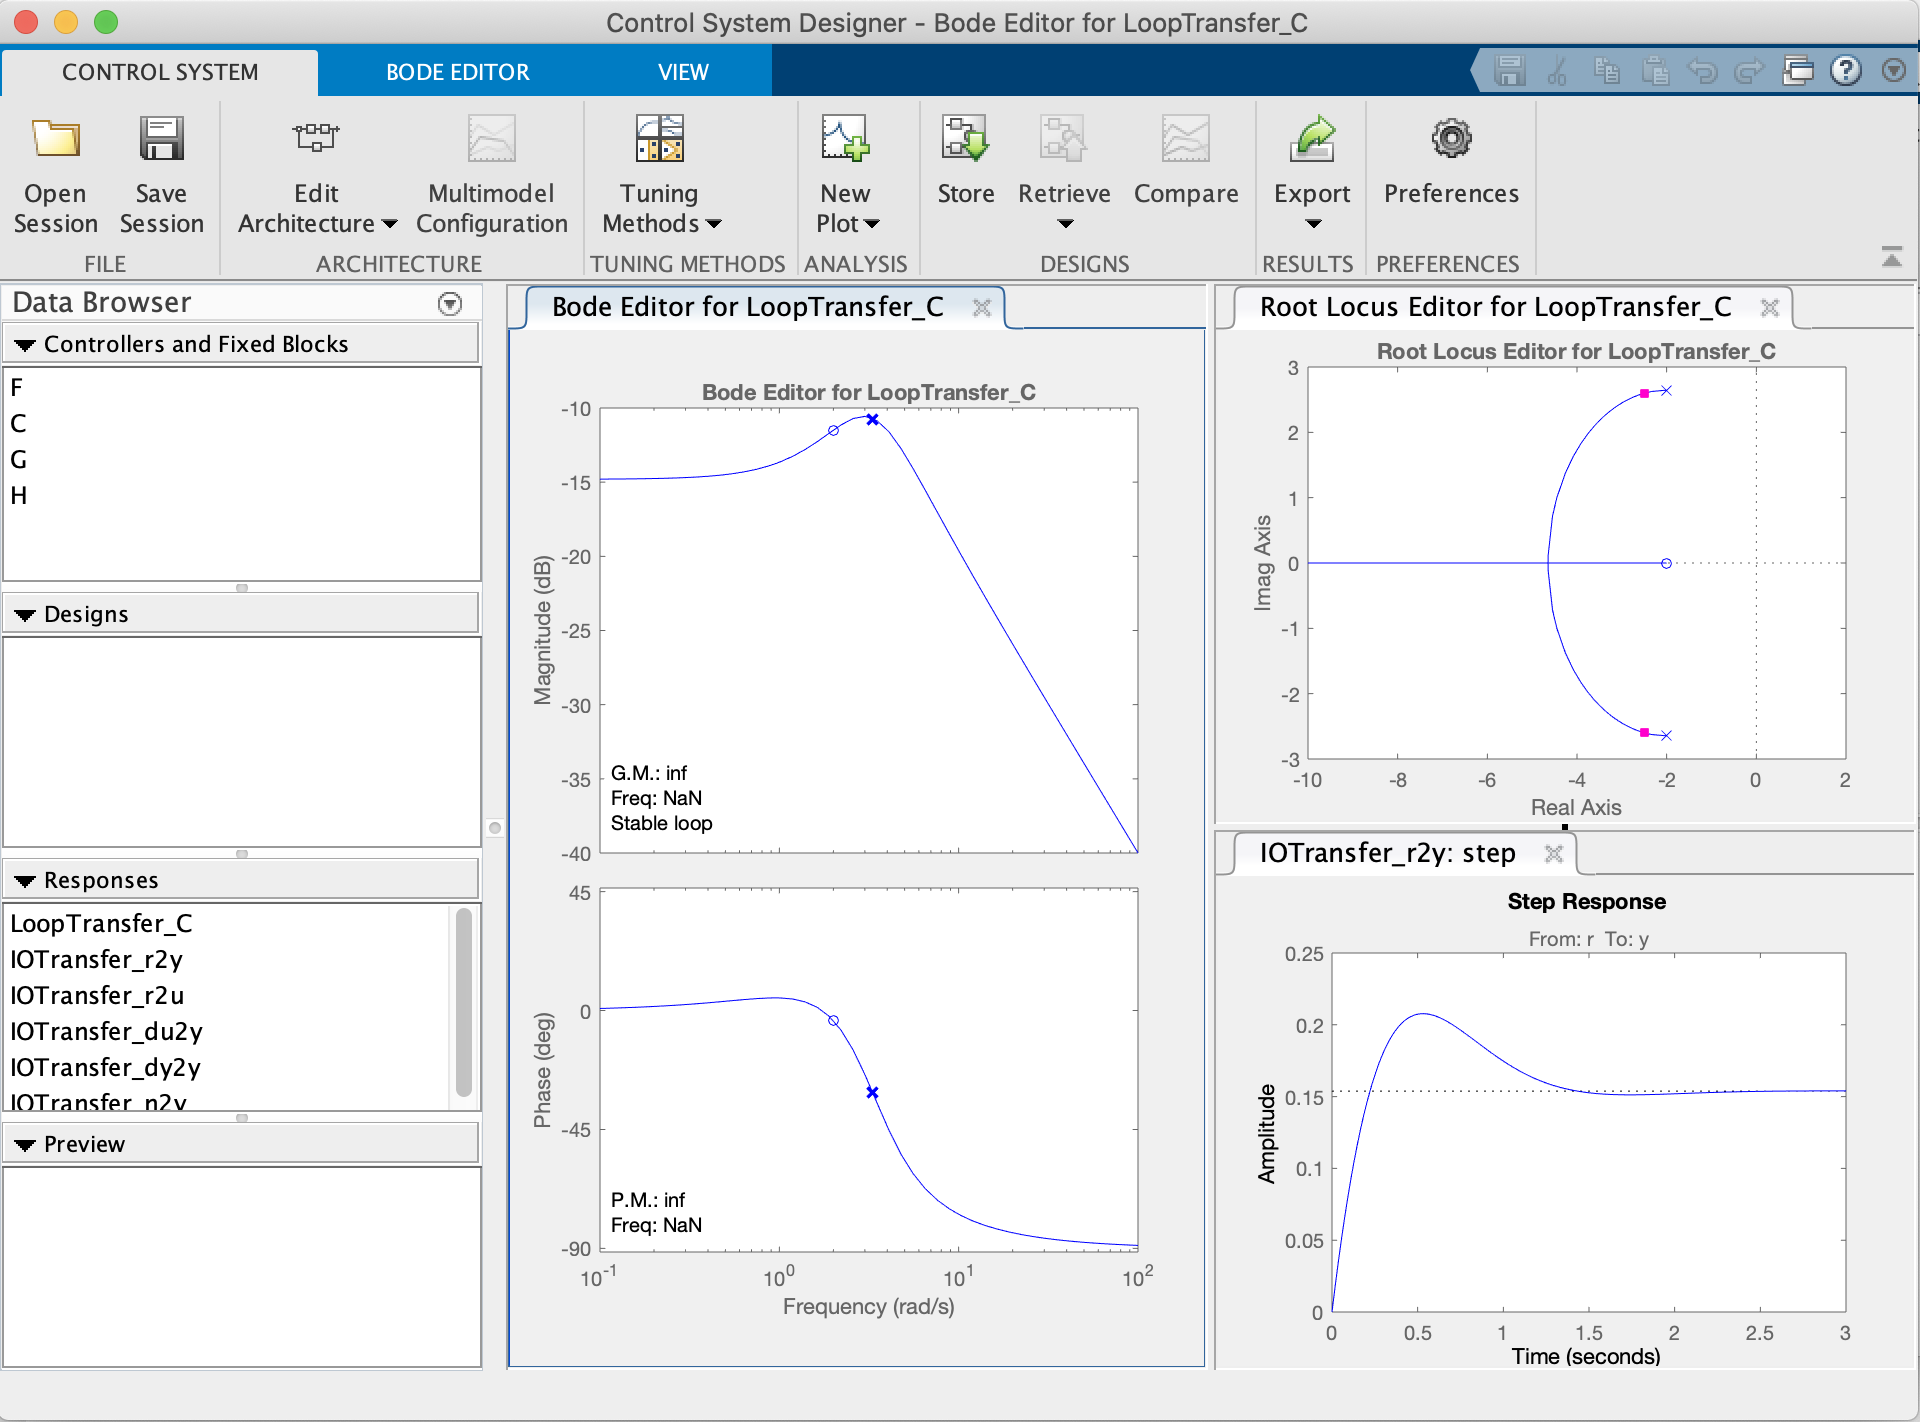 Control System Designer - Bode Editor for LoopTransfer_C
CONTROL SYSTEM
BODE EDITOR
VIEW
Open
Session
Save
Session
Edit
Architecture
Multimodel
Configuration
Tuning
Methods
New
Plot
Store
Retrieve
Compare
Export
Preferences
FILE
ARCHITECTURE
TUNING METHODS
ANALYSIS
DESIGNS
RESULTS
PREFERENCES
Data Browser
Controllers and Fixed Blocks
F
C
G
H
Designs
Responses
LoopTransfer_C
IOTransfer_r2y
IOTransfer_r2u
IOTransfer_du2y
IOTransfer_dy2y
IOTransfer_n2y
Preview
Bode Editor for LoopTransfer_C
Bode Editor for LoopTransfer_C
Magnitude (dB)
-10
-15
-20
-25
-30
-35
-40
G.M.: inf
Freq: NaN
Stable loop
Phase (deg)
45
0
-45
-90
P.M.: inf
Freq: NaN
10^-1
10^0
10^1
10^2
Frequency (rad/s)
Root Locus Editor for LoopTransfer_C
Root Locus Editor for LoopTransfer_C
Imag Axis
3
2
1
0
-1
-2
-3
-10
-8
-6
-4
-2
0
2
Real Axis
IOTransfer_r2y: step
Step Response
From: r To: y
Amplitude
0.25
0.2
0.15
0.1
0.05
0
0
0.5
1
1.5
2
2.5
3
Time (seconds)